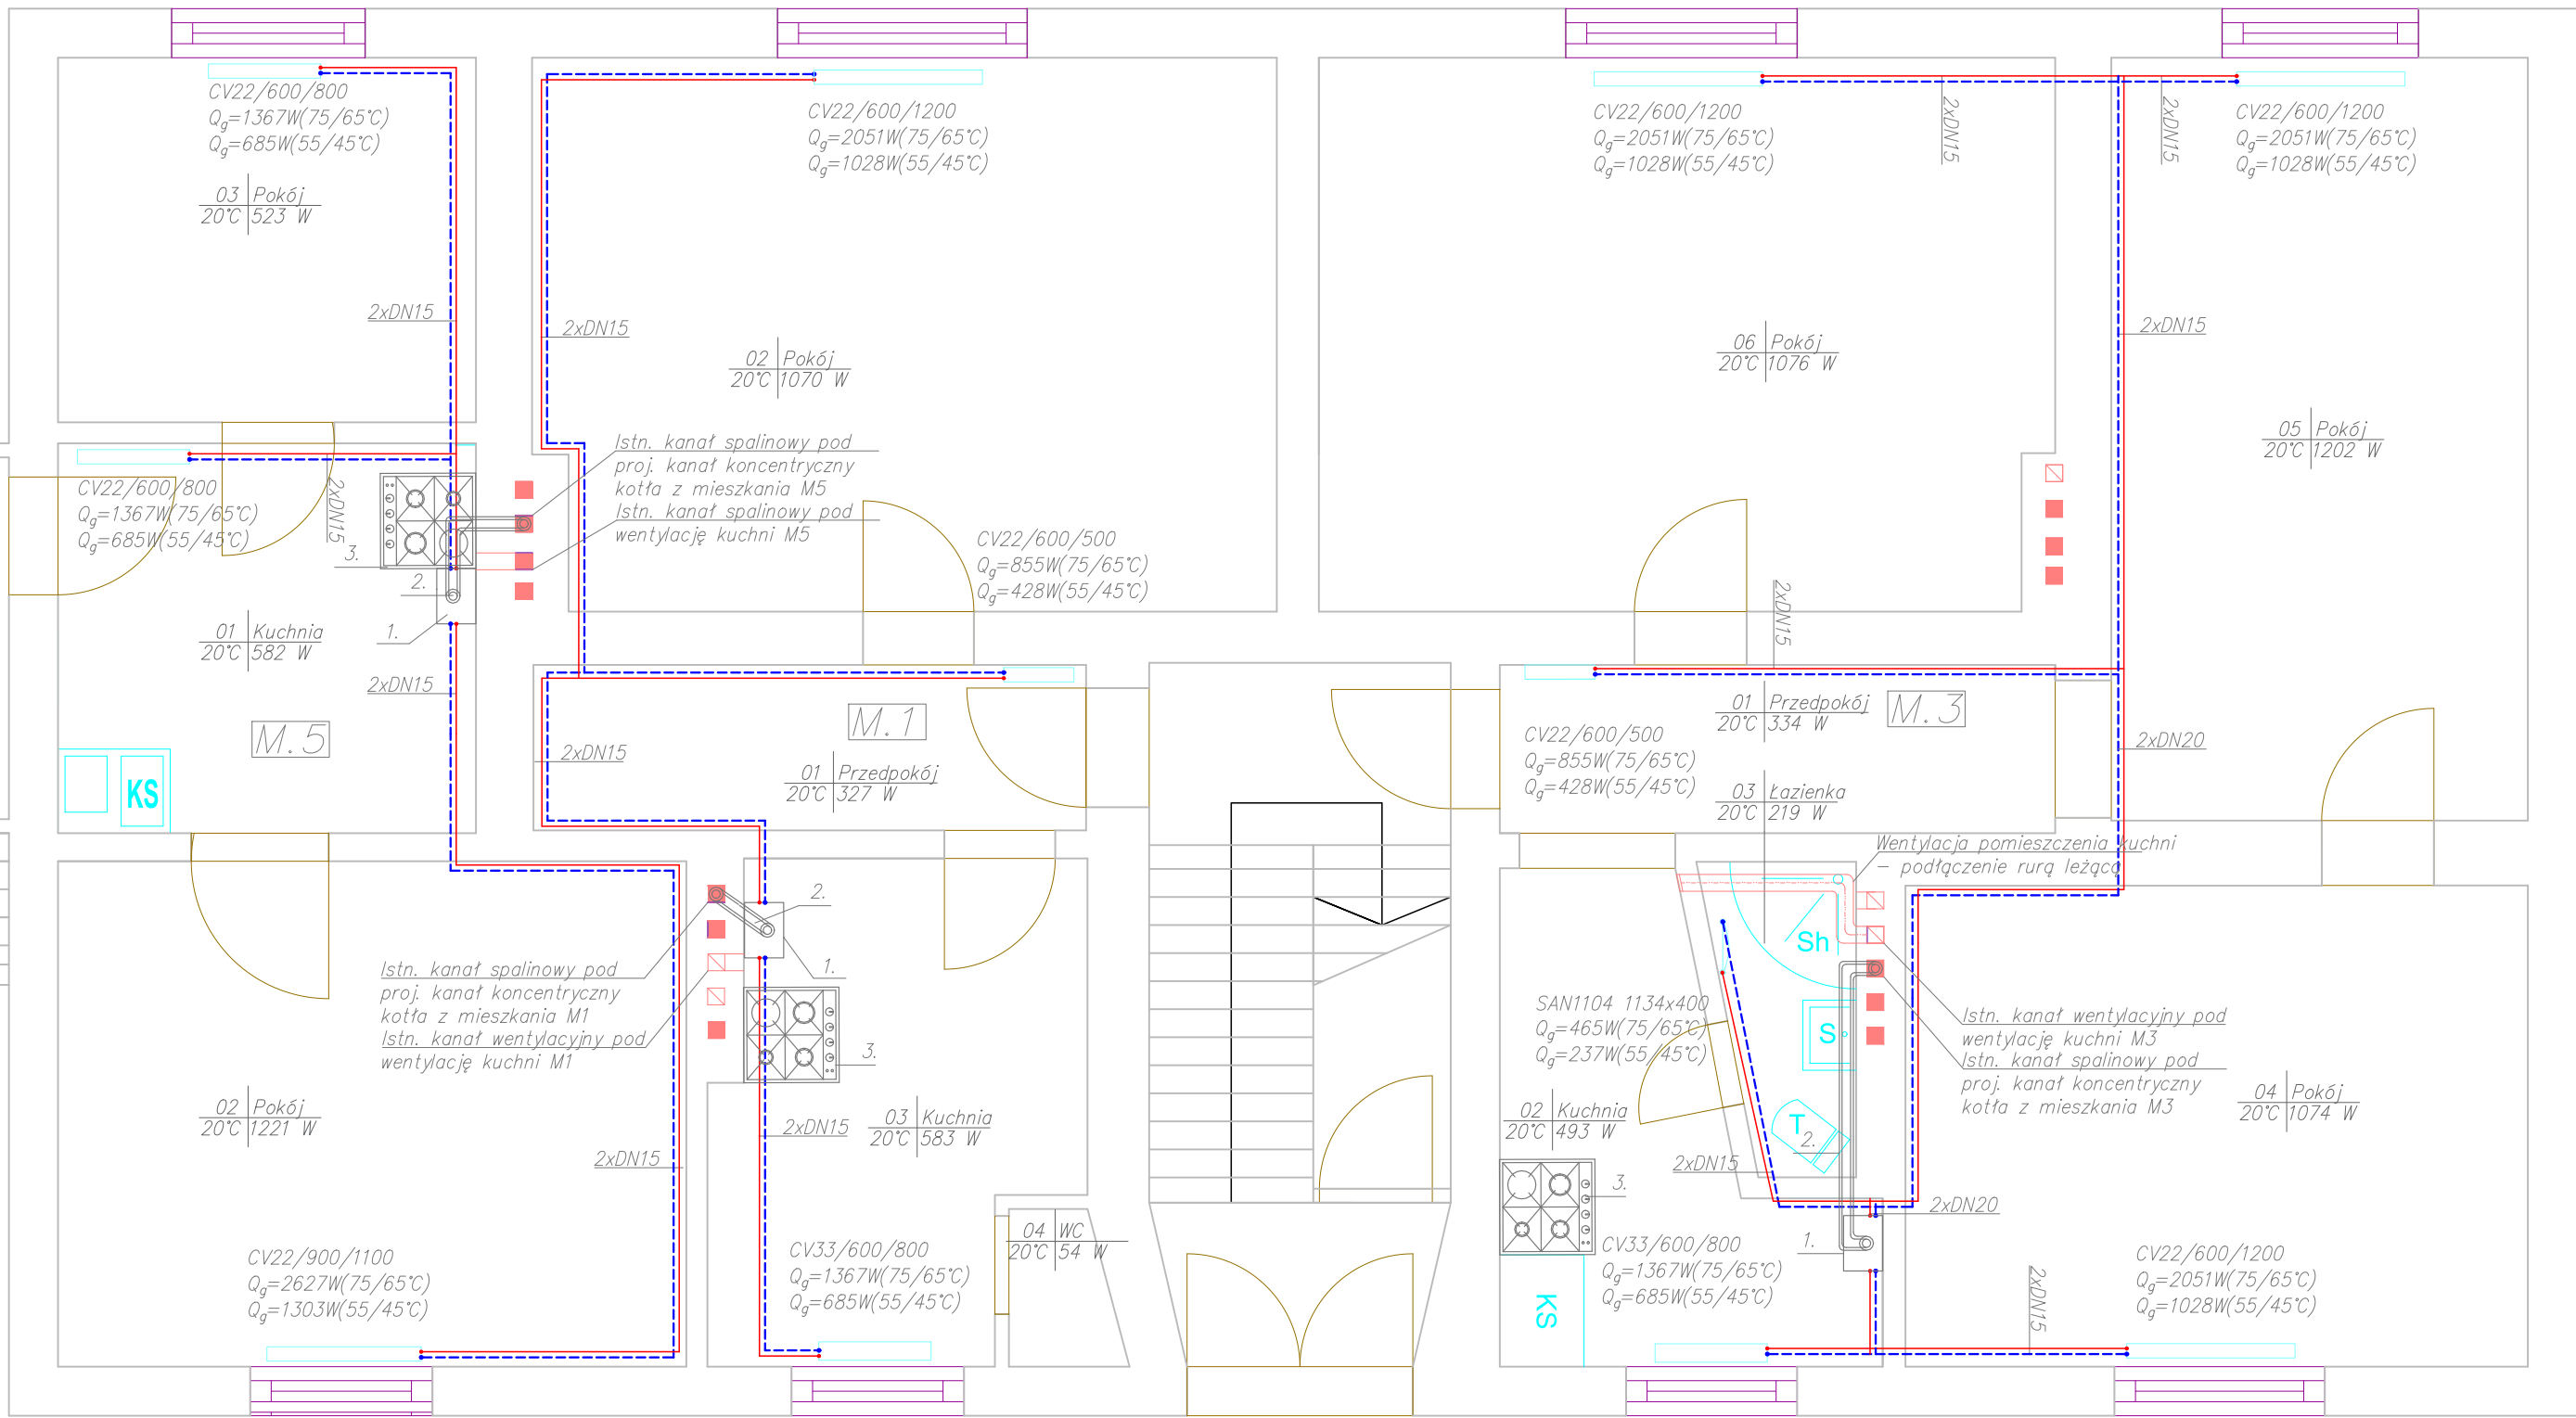 CV22/600/800
Qg=1367W(75/65°C)
Qg=685W(55/45°C)
03 Pokój
20°C 523 W
2xDN15
CV22/600/800
Qg=1367W(75/65°C)
Qg=685W(55/45°C)
2xDN15
3.
2.
1.
01 Kuchnia
20°C 582 W
2xDN15
M.5
KS
02 Pokój
20°C 1221 W
2xDN15
CV22/900/1100
Qg=2627W(75/65°C)
Qg=1303W(55/45°C)
CV22/600/1200
Qg=2051W(75/65°C)
Qg=1028W(55/45°C)
2xDN15
02 Pokój
20°C 1070 W
Istn. kanał spalinowy pod
proj. kanał koncentryczny
kotła z mieszkania M5
Istn. kanał spalinowy pod
wentylację kuchni M5
CV22/600/500
Qg=855W(75/65°C)
Qg=428W(55/45°C)
M.1
2xDN15
01 Przedpokój
20°C 327 W
2.
1.
Istn. kanał spalinowy pod
proj. kanał koncentryczny
kotła z mieszkania M1
Istn. kanał wentylacyjny pod
wentylację kuchni M1
3.
2xDN15
03 Kuchnia
20°C 583 W
04 WC
20°C 54 W
CV33/600/800
Qg=1367W(75/65°C)
Qg=685W(55/45°C)
CV22/600/1200
Qg=2051W(75/65°C)
Qg=1028W(55/45°C)
2xDN15
2xDN15
CV22/600/1200
Qg=2051W(75/65°C)
Qg=1028W(55/45°C)
06 Pokój
20°C 1076 W
2xDN15
05 Pokój
20°C 1202 W
2xDN15
01 Przedpokój
20°C 334 W
M.3
CV22/600/500
Qg=855W(75/65°C)
Qg=428W(55/45°C)
2xDN20
03 Łazienka
20°C 219 W
Wentylacja pomieszczenia kuchni
– podłączenie rurą leżącą
Sh
S
T
SAN1104 1134x400
Qg=465W(75/65°C)
Qg=237W(55/45°C)
Istn. kanał wentylacyjny pod
wentylację kuchni M3
Istn. kanał spalinowy pod
proj. kanał koncentryczny
kotła z mieszkania M3
02 Kuchnia
20°C 493 W
2.
2xDN15
3.
04 Pokój
20°C 1074 W
2xDN20
1.
CV33/600/800
Qg=1367W(75/65°C)
Qg=685W(55/45°C)
KS
2xDN15
CV22/600/1200
Qg=2051W(75/65°C)
Qg=1028W(55/45°C)